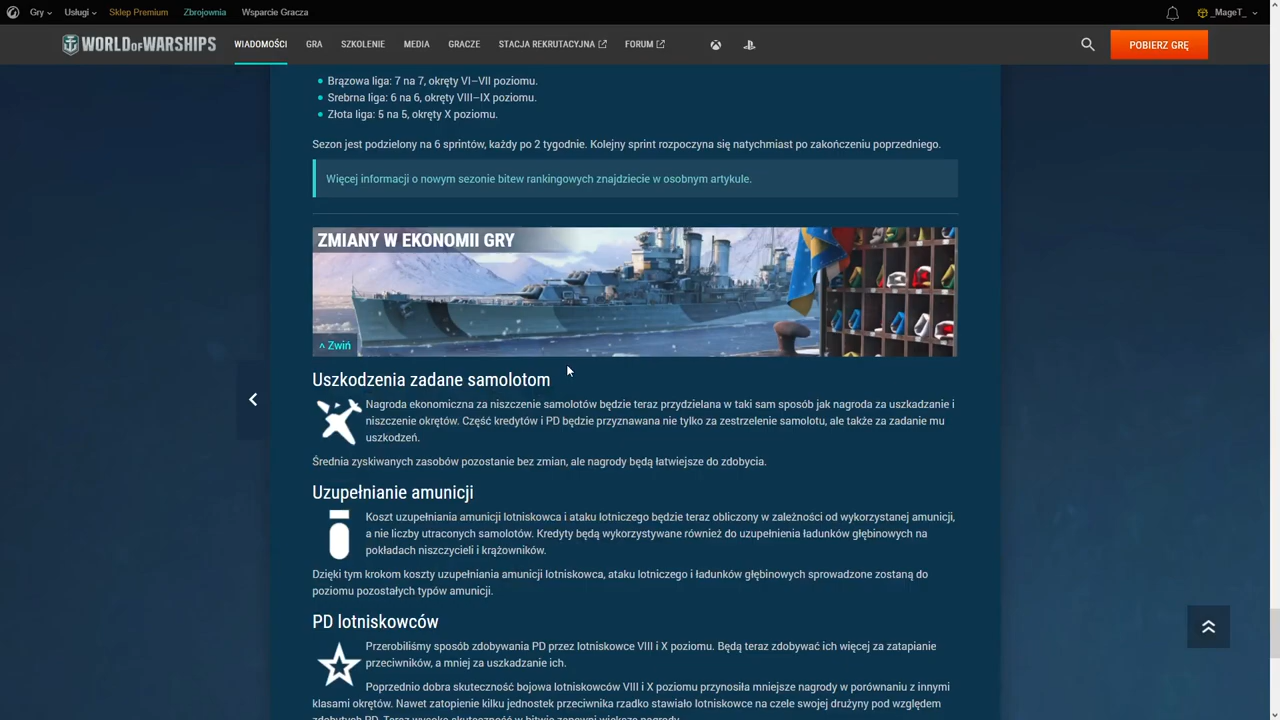 Gry
Usługi
Sklep Premium
Zbrojownia
Wsparcie Gracza
_MageT_
WORLD OF WARSHIPS
WIADOMOŚCI
GRA
SZKOLENIE
MEDIA
GRACZE
STACJA REKRUTACYJNA
FORUM
POBIERZ GRĘ
Brązowa liga: 7 na 7, okręty VI–VII poziomu.
Srebrna liga: 6 na 6, okręty VIII–IX poziomu.
Złota liga: 5 na 5, okręty X poziomu.
Sezon jest podzielony na 6 sprintów, każdy po 2 tygodnie. Kolejny sprint rozpoczyna się natychmiast po zakończeniu poprzedniego.
Więcej informacji o nowym sezonie bitew rankingowych znajdziecie w osobnym artykule.
ZMIANY W EKONOMII GRY
^ Zwiń
Uszkodzenia zadane samolotom
Nagroda ekonomiczna za niszczenie samolotów będzie teraz przydzielana w taki sam sposób jak nagroda za uszkadzanie i
niszczenie okrętów. Część kredytów i PD będzie przyznawana nie tylko za zestrzelenie samolotu, ale także za zadanie mu
uszkodzeń.
Średnia zyskiwanych zasobów pozostanie bez zmian, ale nagrody będą łatwiejsze do zdobycia.
Uzupełnianie amunicji
Koszt uzupełniania amunicji lotniskowca i ataku lotniczego będzie teraz obliczony w zależności od wykorzystanej amunicji,
a nie liczby utraconych samolotów. Kredyty będą wykorzystywane również do uzupełenia ładunków głębinowych na
pokładach niszczycieli i krążowników.
Dzięki tym krokom koszty uzupełniania amunicji lotniskowca, ataku lotniczego i ładunków głębinowych sprowadzone zostaną do
poziomu pozostałych typów amunicji.
PD lotniskowców
Przerobiliśmy sposób zdobywania PD przez lotniskowce VIII i X poziomu. Będą teraz zdobywać ich więcej za zatapianie
przeciwników, a mniej za uszkadzanie ich.
Poprzednio dobra skuteczność bojowa lotniskowców VIII i X poziomu przynosiła mniejsze nagrody w porównaniu z innymi
klasami okrętów. Nawet zatopienie kilku jednostek przeciwnika rzadko stawiało lotniskowce na czele swojej drużyny pod względem
zdobytych PD. Teraz wysoka skuteczność w bitwie zapewni większe nagrody.